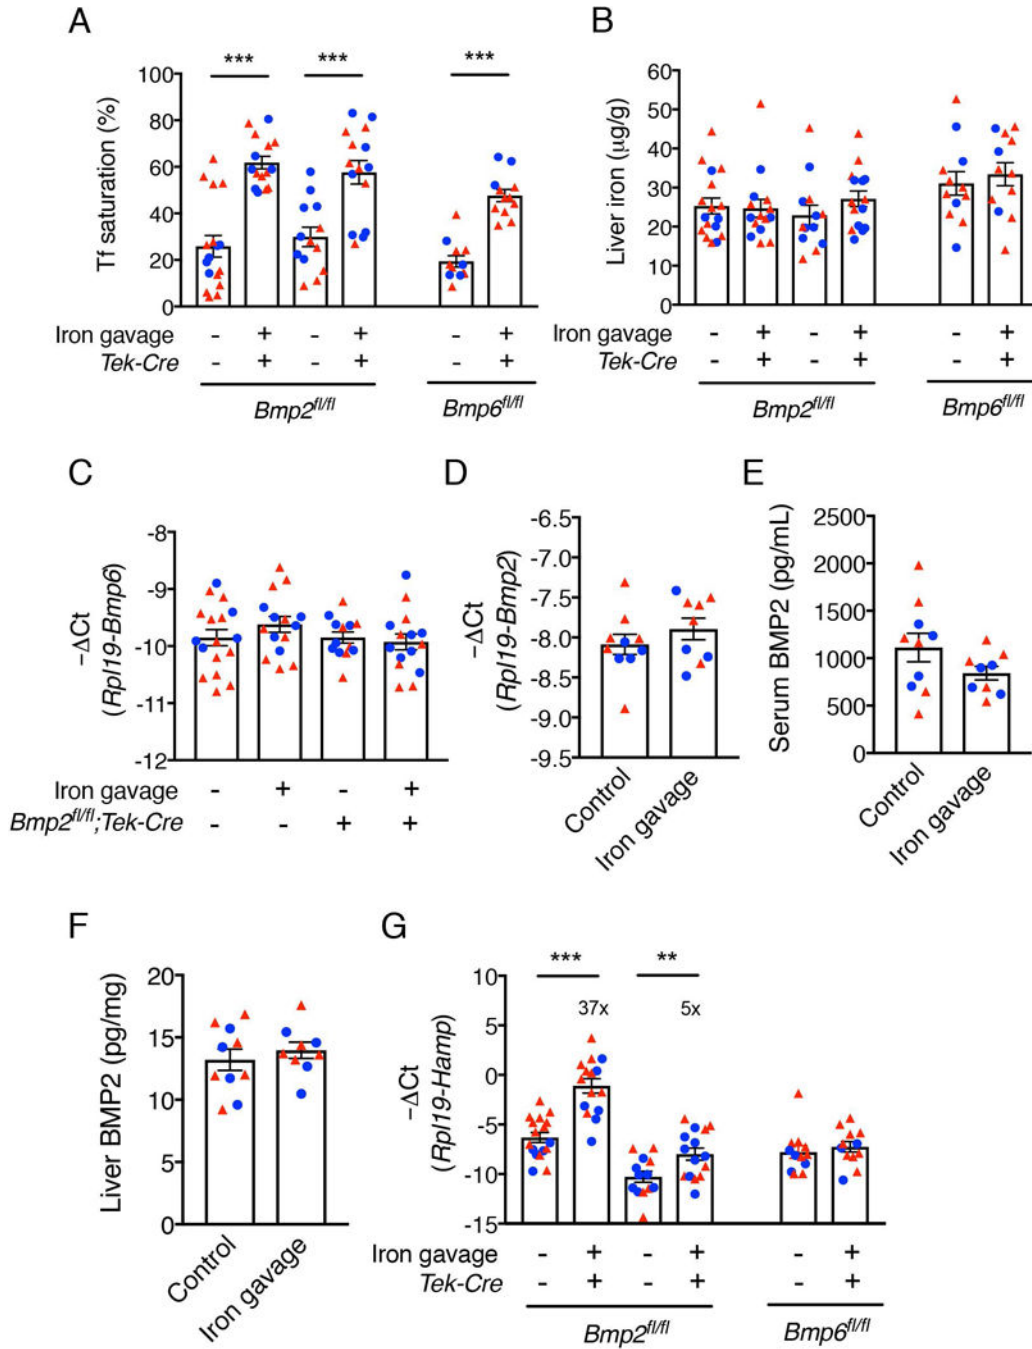 A
Tf saturation (%)
100
80
60
40
20
0
*** *** ***
Iron gavage - + - + - +
Tek-Cre - + - + - +
Bmp2fl/fl Bmp6fl/fl
B
Liver iron (µg/g)
60
50
40
30
20
10
0
- + - + - +
Iron gavage
Tek-Cre - + - + - +
Bmp2fl/fl Bmp6fl/fl
C
−ΔCt
(Rpl19-Bmp6)
-8
-9
-10
-11
-12
Iron gavage - + - +
Bmp2fl/fl;Tek-Cre - - + +
D
−ΔCt
(Rpl19-Bmp2)
-6.5
-7.0
-7.5
-8.0
-8.5
-9.0
-9.5
Control
Iron gavage
E
Serum BMP2 (pg/mL)
2500
2000
1500
1000
500
0
Control
Iron gavage
F
Liver BMP2 (pg/mg)
20
15
10
5
0
Control
Iron gavage
G
−ΔCt
(Rpl19-Hamp)
10
5
0
-5
-10
-15
*** **
37x 5x
Iron gavage - + - + - +
Tek-Cre - + - + - +
Bmp2fl/fl Bmp6fl/fl